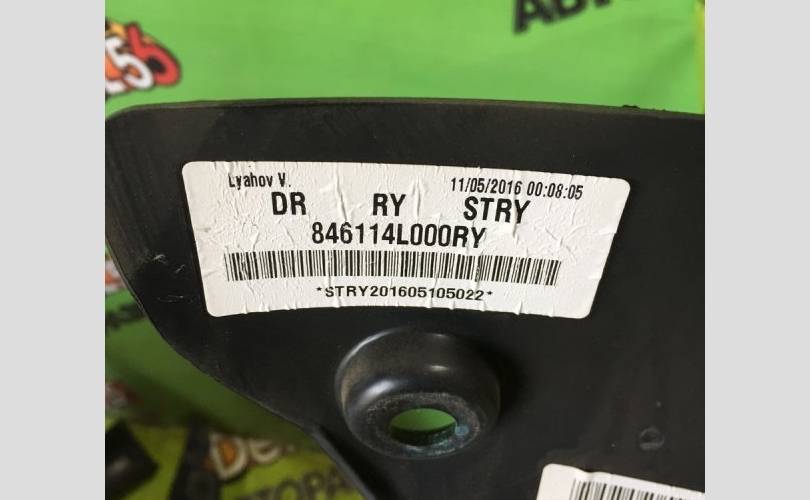 Lyahov V. 11/05/2016 00:08:05
DR RY STRY
846114L000RY
*STRY201605105022*